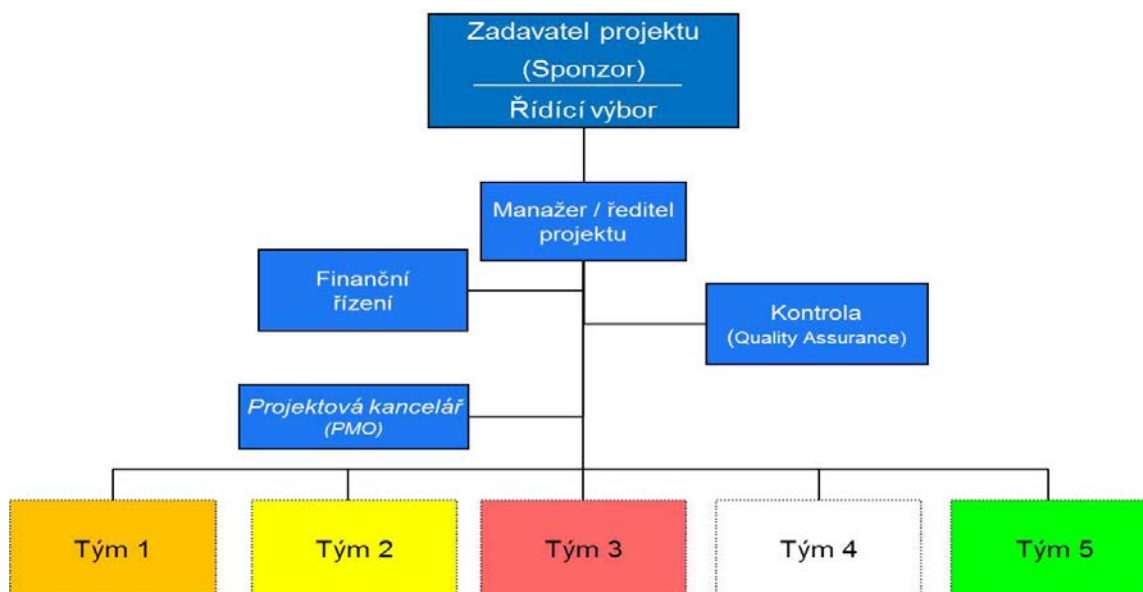 Zadavatel projektu
(Sponzor)
Řídící výbor
Manažer / ředitel
projektu
Finanční
řízení
Kontrola
(Quality Assurance)
Projektová kancelář
(PMO)
Tým 1
Tým 2
Tým 3
Tým 4
Tým 5